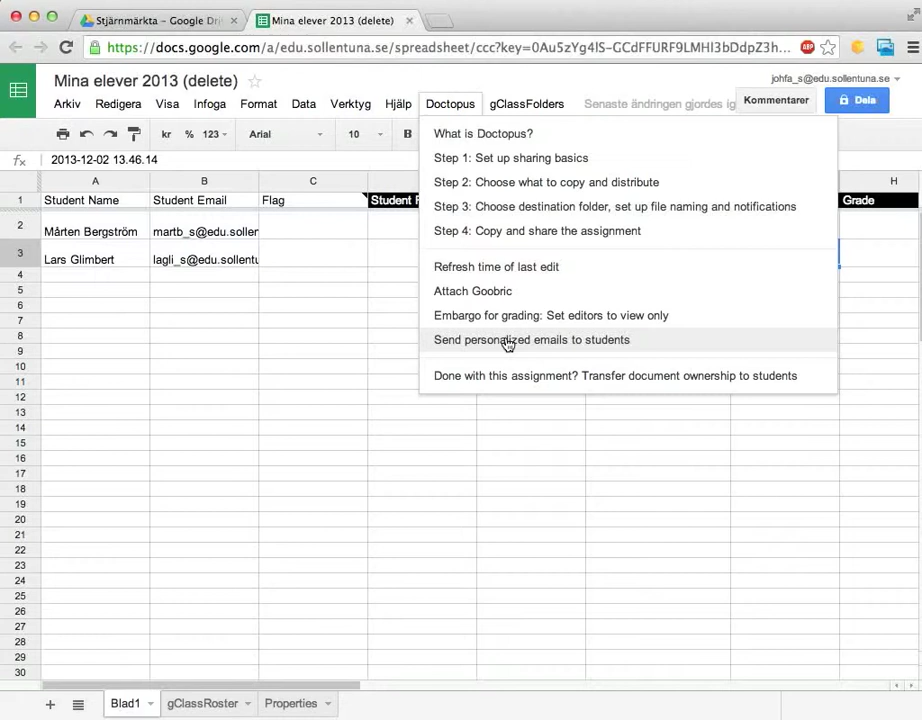 Stjärnmärkta – Google Dri
Mina elever 2013 (delete)
https://docs.google.com/a/edu.sollentuna.se/spreadsheet/ccc?key=0AuSzYg4lS-GCdFFURF9LMHl3bDdpZ3h...
ABP
Mina elever 2013 (delete)
johfa_s@edu.sollentuna.se
Arkiv Redigera Visa Infoga Format Data Verktyg Hjälp Doctopus gClassFolders Senaste ändringen gjordes ig
Kommentarer
Dela
kr % 123 Arial 10 B
fx 2013-12-02 13.46.14
A B C H
1 Student Name Student Email Flag Student F Grade
2 Mårten Bergström martb_s@edu.soller
3 Lars Glimbert lagli_s@edu.sollentu
4
5
6
7
8
9
10
11
12
13
14
15
16
17
18
19
20
21
22
23
24
25
26
27
28
29
30
What is Doctopus?
Step 1: Set up sharing basics
Step 2: Choose what to copy and distribute
Step 3: Choose destination folder, set up file naming and notifications
Step 4: Copy and share the assignment
Refresh time of last edit
Attach Goobric
Embargo for grading: Set editors to view only
Send personalized emails to students
Done with this assignment? Transfer document ownership to students
Blad1 gClassRoster Properties